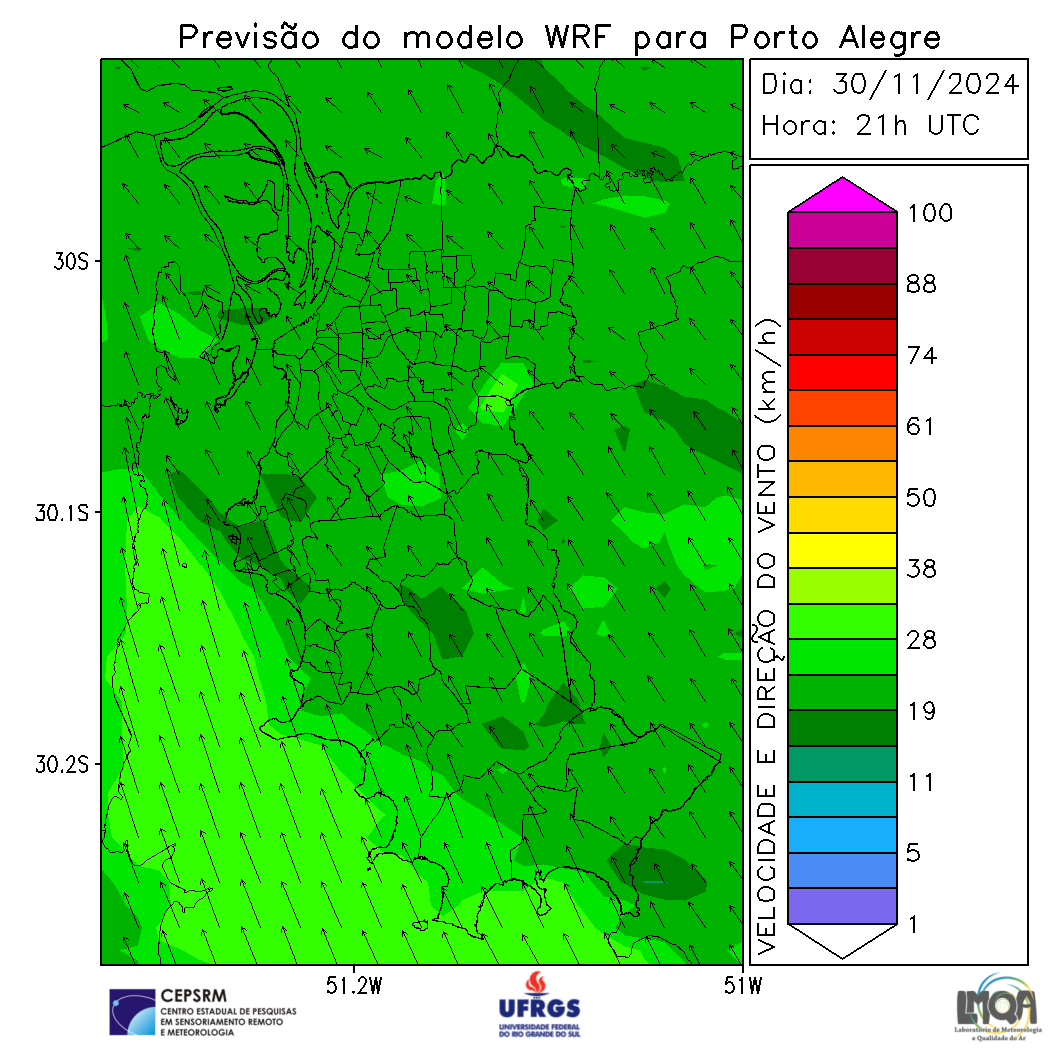 Previsão do modelo WRF para Porto Alegre
Dia: 30/11/2024
Hora: 21h UTC
30S
30.1S
30.2S
51.2W
51W
VELOCIDADE E DIREÇÃO DO VENTO (km/h)
100
88
74
61
50
38
28
19
11
5
1
CEPSRM
CENTRO ESTADUAL DE PESQUISAS
EM SENSORIAMENTO REMOTO
E METEOROLOGIA
UFRGS
UNIVERSIDADE FEDERAL
DO RIO GRANDE DO SUL
LMQA
Laboratório de Meteorologia
e Qualidade do Ar